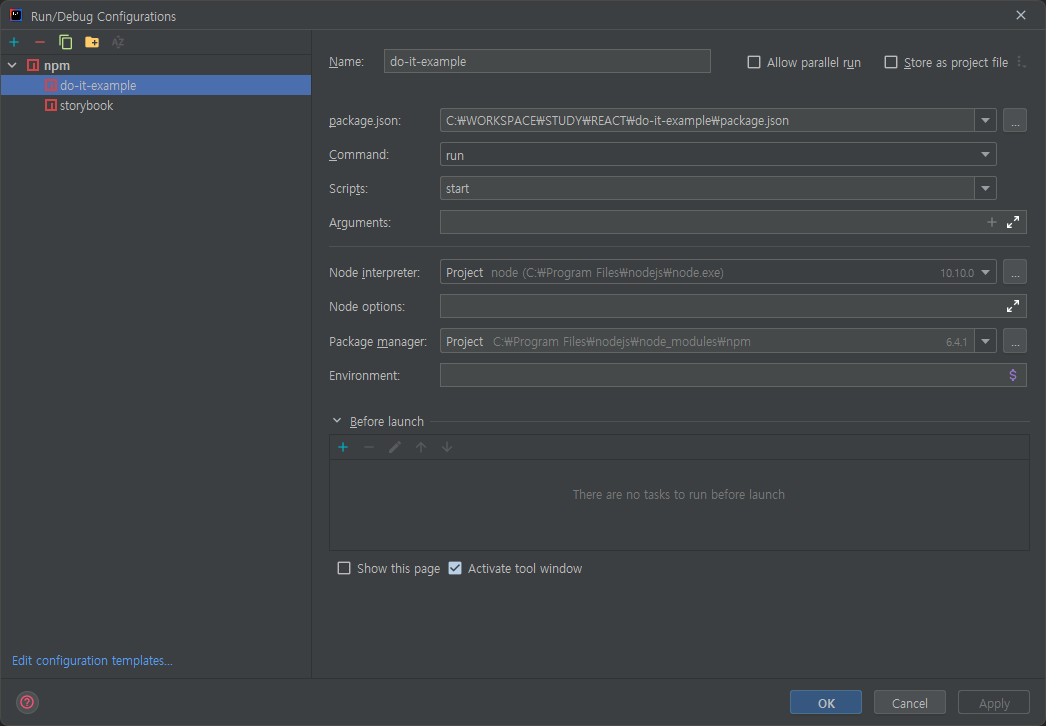 Run/Debug Configurations
npm
do-it-example
storybook
Edit configuration templates...
Name: do-it-example Allow parallel run Store as project file
package.json: C:₩WORKSPACE₩STUDY₩REACT₩do-it-example₩package.json ...
Command: run
Scripts: start
Arguments:
Node interpreter: Project node (C:₩Program Files₩nodejs₩node.exe) 10.10.0 ...
Node options:
Package manager: Project C:₩Program Files₩nodejs₩node_modules₩npm 6.4.1 ...
Environment: $
Before launch
There are no tasks to run before launch
Show this page Activate tool window
? OK Cancel Apply